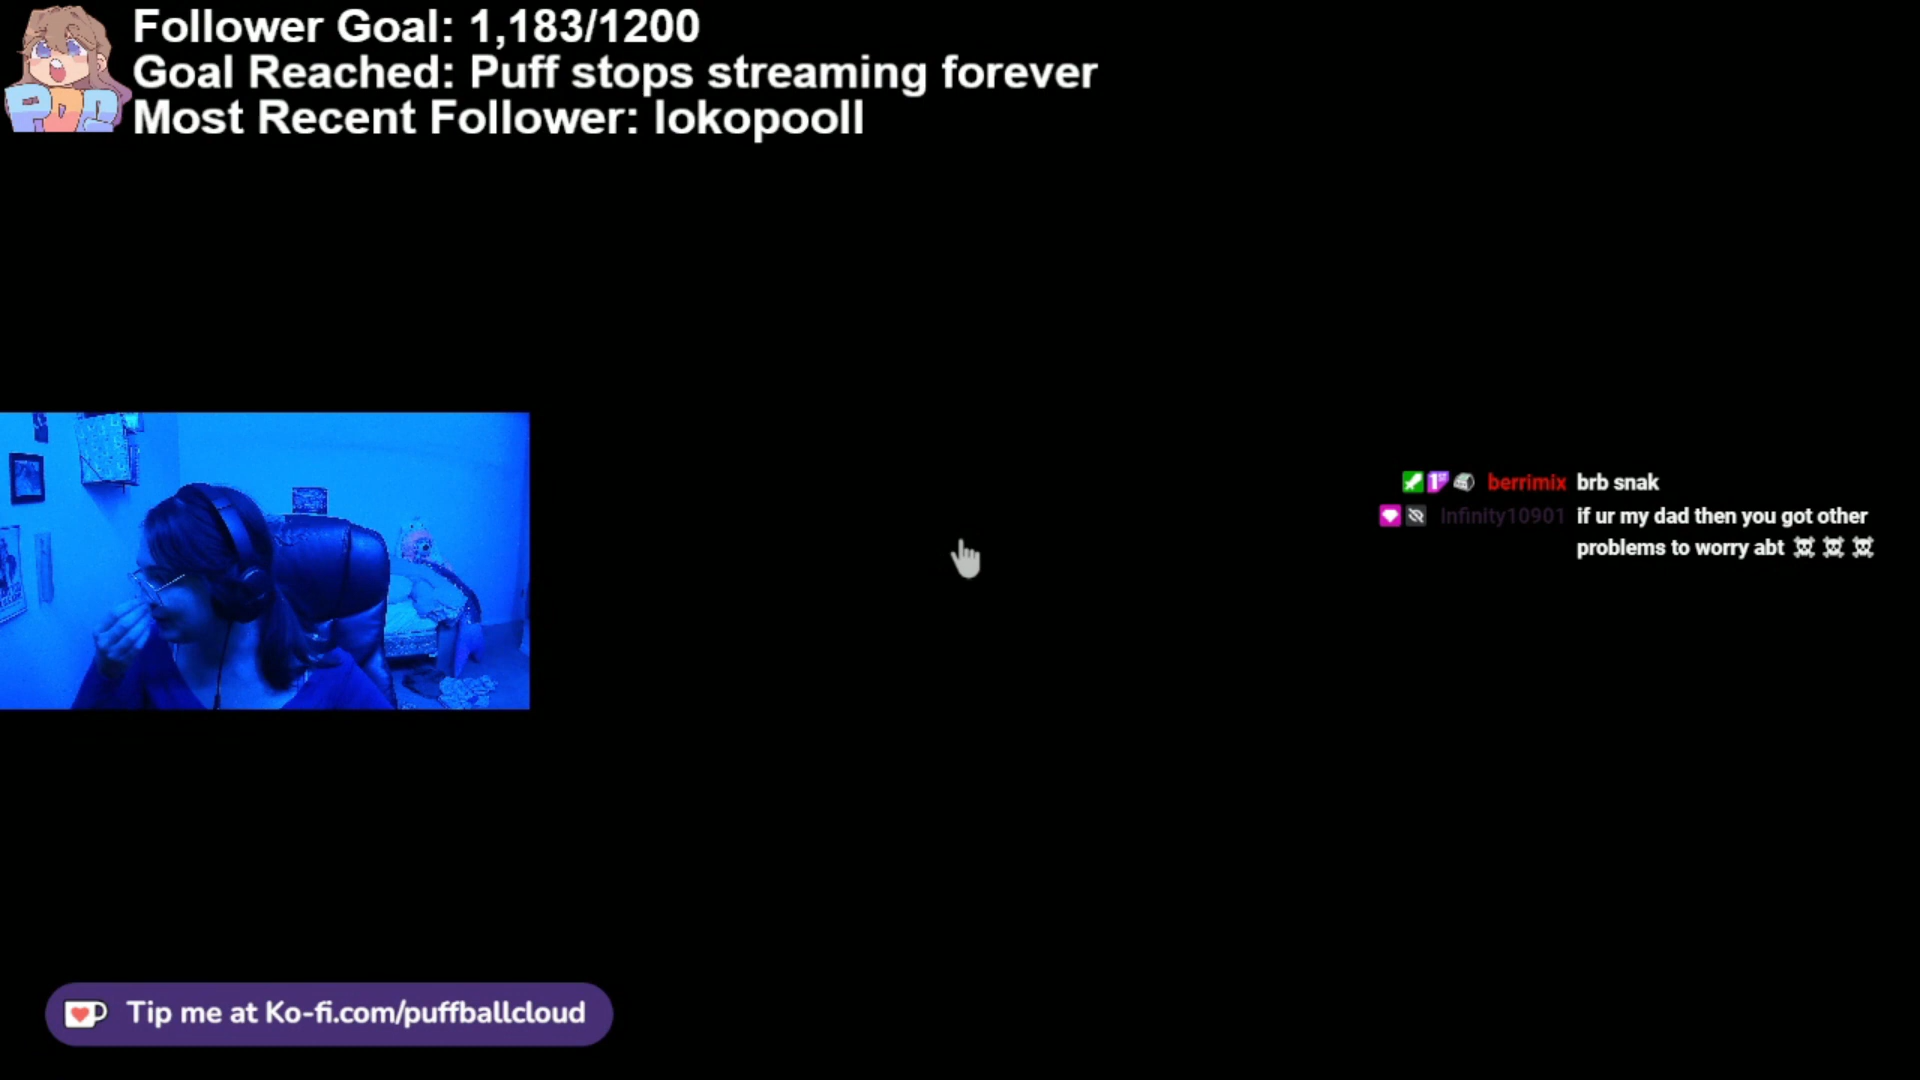 Follower Goal: 1,183/1200
Goal Reached: Puff stops streaming forever
Most Recent Follower: lokopooll
PDC
berrimix brb snak
Infinity10901 if ur my dad then you got other
problems to worry abt ☠ ☠ ☠
Tip me at Ko-fi.com/puffballcloud